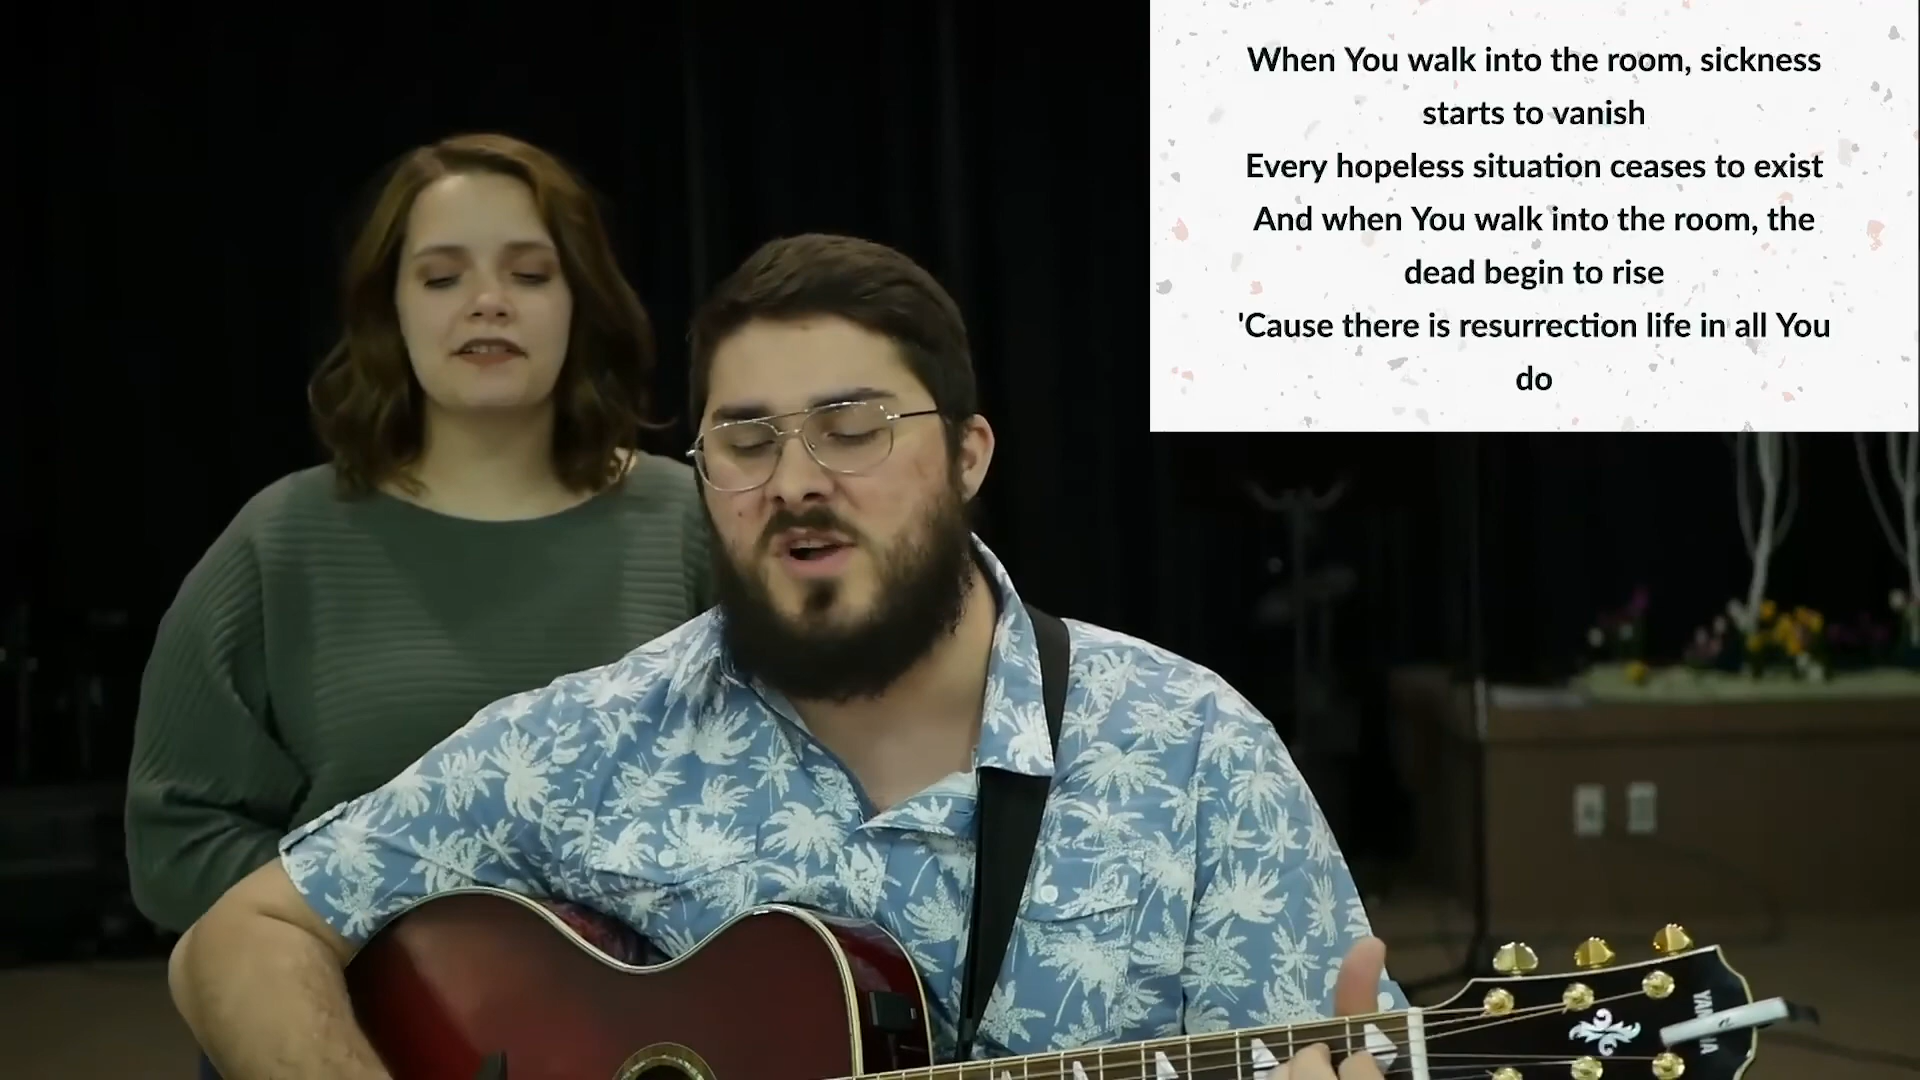 When You walk into the room, sickness
starts to vanish
Every hopeless situation ceases to exist
And when You walk into the room, the
dead begin to rise
'Cause there is resurrection life in all You
do